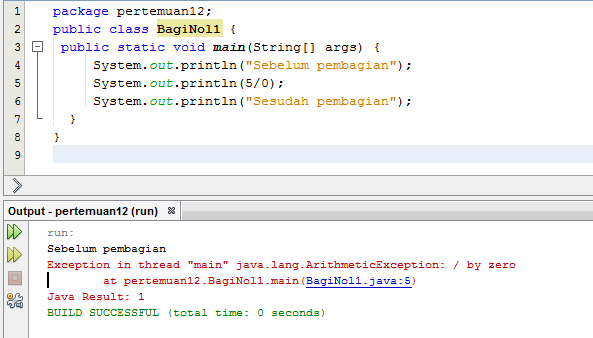 1 package pertemuan12;
2 public class BagiNol1 {
3 public static void main(String[] args) {
4 System.out.println("Sebelum pembagian");
5 System.out.println(5/0);
6 System.out.println("Sesudah pembagian");
7 }
8 }
9
Output - pertemuan12 (run)
run:
Sebelum pembagian
Exception in thread "main" java.lang.ArithmeticException: / by zero
at pertemuan12.BagiNol1.main(BagiNol1.java:5)
Java Result: 1
BUILD SUCCESSFUL (total time: 0 seconds)